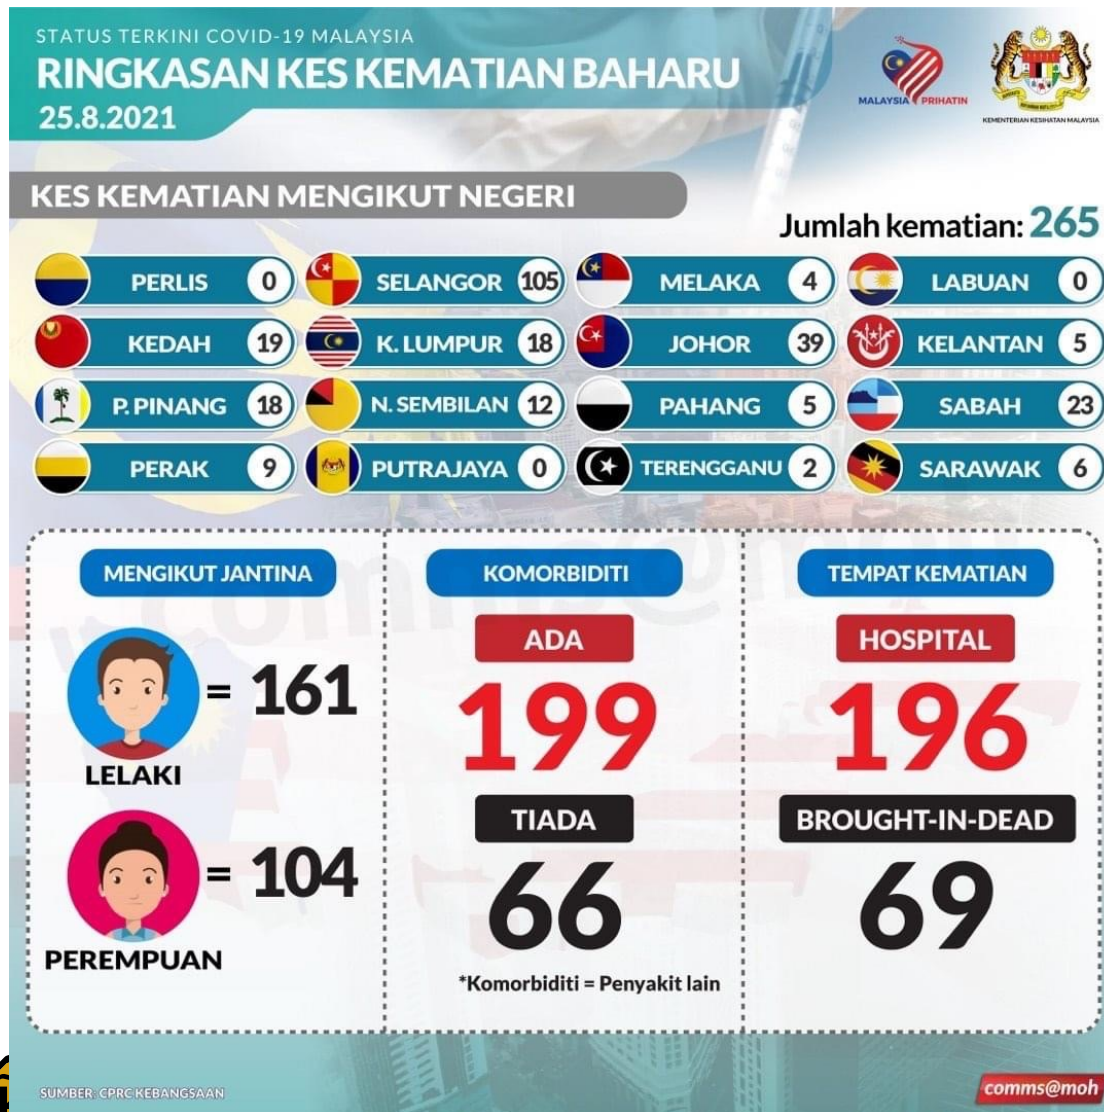 STATUS TERKINI COVID-19 MALAYSIA
RINGKASAN KES KEMATIAN BAHARU
25.8.2021
MALAYSIA PRIHATIN
KEMENTERIAN KESIHATAN MALAYSIA
KES KEMATIAN MENGIKUT NEGERI
Jumlah kematian: 265
PERLIS 0 SELANGOR 105 MELAKA 4 LABUAN 0
KEDAH 19 K. LUMPUR 18 JOHOR 39 KELANTAN 5
P. PINANG 18 N. SEMBILAN 12 PAHANG 5 SABAH 23
PERAK 9 PUTRAJAYA 0 TERENGGANU 2 SARAWAK 6
MENGIKUT JANTINA
= 161
LELAKI
= 104
PEREMPUAN
KOMORBIDITI
ADA
199
TIADA
66
*Komorbiditi = Penyakit lain
TEMPAT KEMATIAN
HOSPITAL
196
BROUGHT-IN-DEAD
69
comms@moh
SUMBER: CPRC KEBANGSAAN
comms@moh